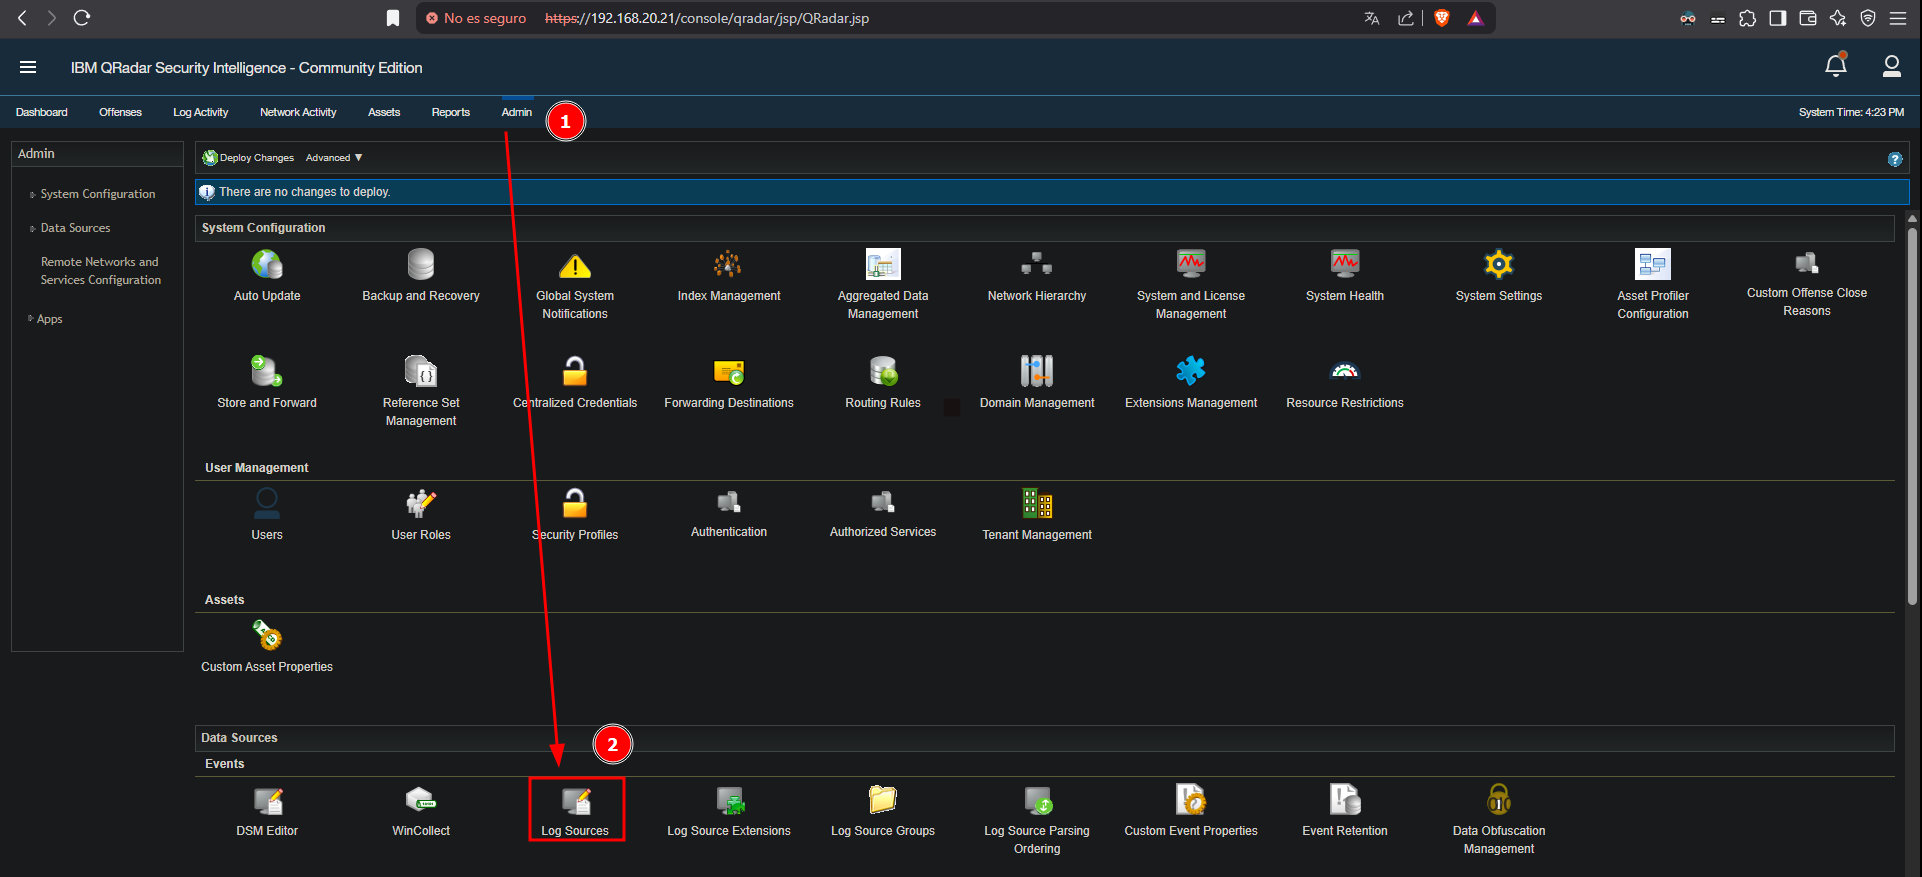 No es seguro https://192.168.20.21/console/qradar/jsp/QRadar.jsp
IBM QRadar Security Intelligence - Community Edition
Dashboard Offenses Log Activity Network Activity Assets Reports Admin 1 System Time: 4:23 PM
Admin
System Configuration
Data Sources
Remote Networks and
Services Configuration
Apps
Deploy Changes Advanced ▼ ?
i There are no changes to deploy.
System Configuration
Auto Update
Backup and Recovery
Global System
Notifications
Index Management
Aggregated Data
Management
Network Hierarchy
System and License
Management
System Health
System Settings
Asset Profiler
Configuration
Custom Offense Close
Reasons
Store and Forward
Reference Set
Management
Centralized Credentials
Forwarding Destinations
Routing Rules
Domain Management
Extensions Management
Resource Restrictions
User Management
Users
User Roles
Security Profiles
Authentication
Authorized Services
Tenant Management
Assets
Custom Asset Properties
Data Sources
2
Events
DSM Editor
WinCollect
Log Sources
Log Source Extensions
Log Source Groups
Log Source Parsing
Ordering
Custom Event Properties
Event Retention
Data Obfuscation
Management